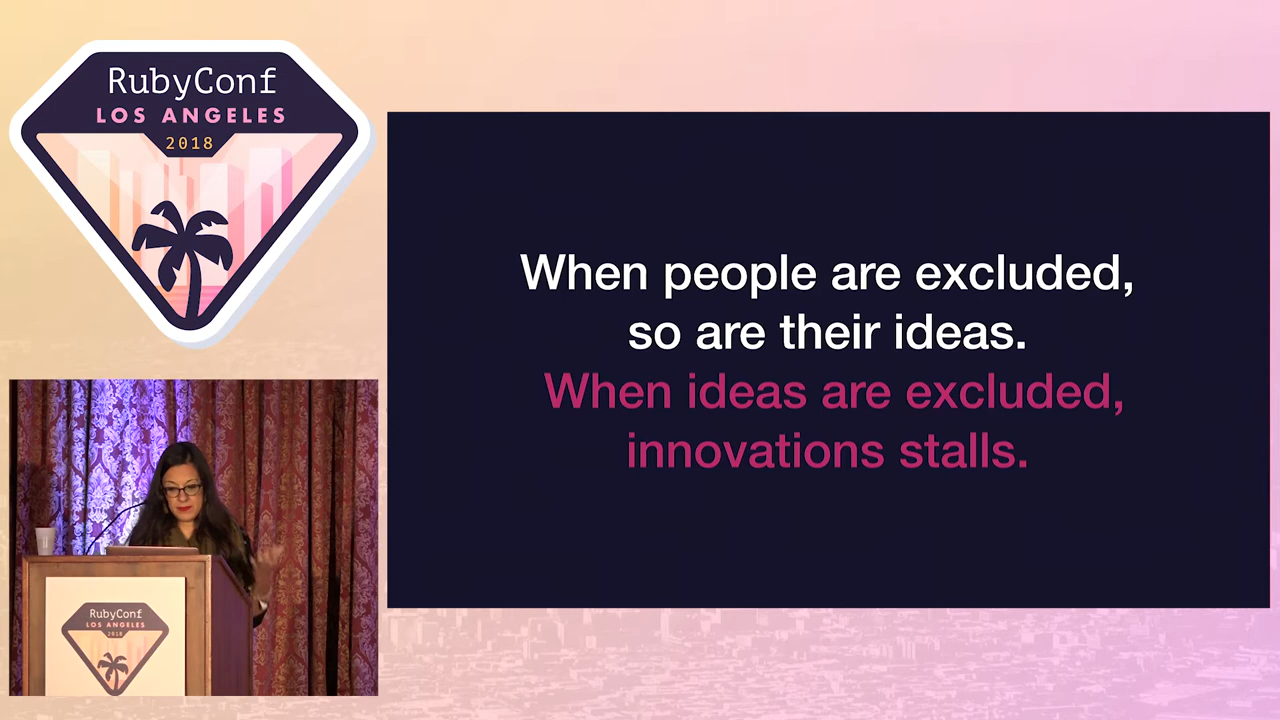 RubyConf
LOS ANGELES
2018
When people are excluded,
so are their ideas.
When ideas are excluded,
innovations stalls.
RubyConf
LOS ANGELES
2018